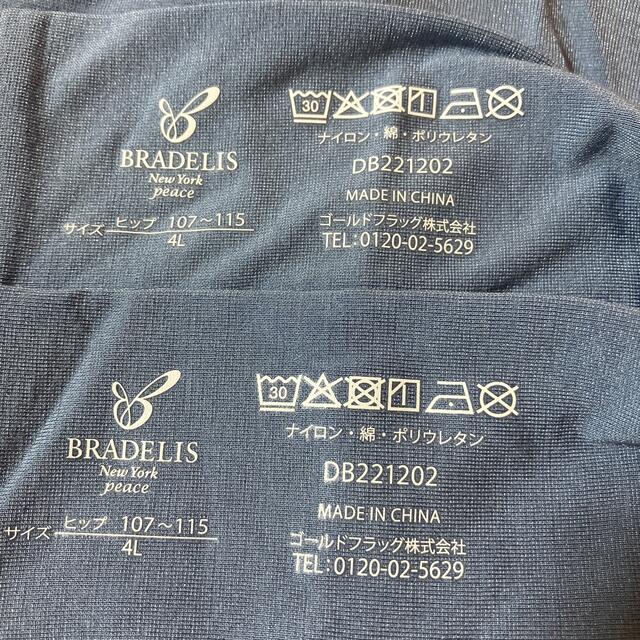 BRADELIS
New York
peace
サイズ ヒップ 107～115
4L
30
ナイロン・綿・ポリウレタン
DB221202
MADE IN CHINA
ゴールドフラッグ株式会社
TEL:0120-02-5629
BRADELIS
New York
peace
サイズ ヒップ 107～115
4L
30
ナイロン・綿・ポリウレタン
DB221202
MADE IN CHINA
ゴールドフラッグ株式会社
TEL:0120-02-5629